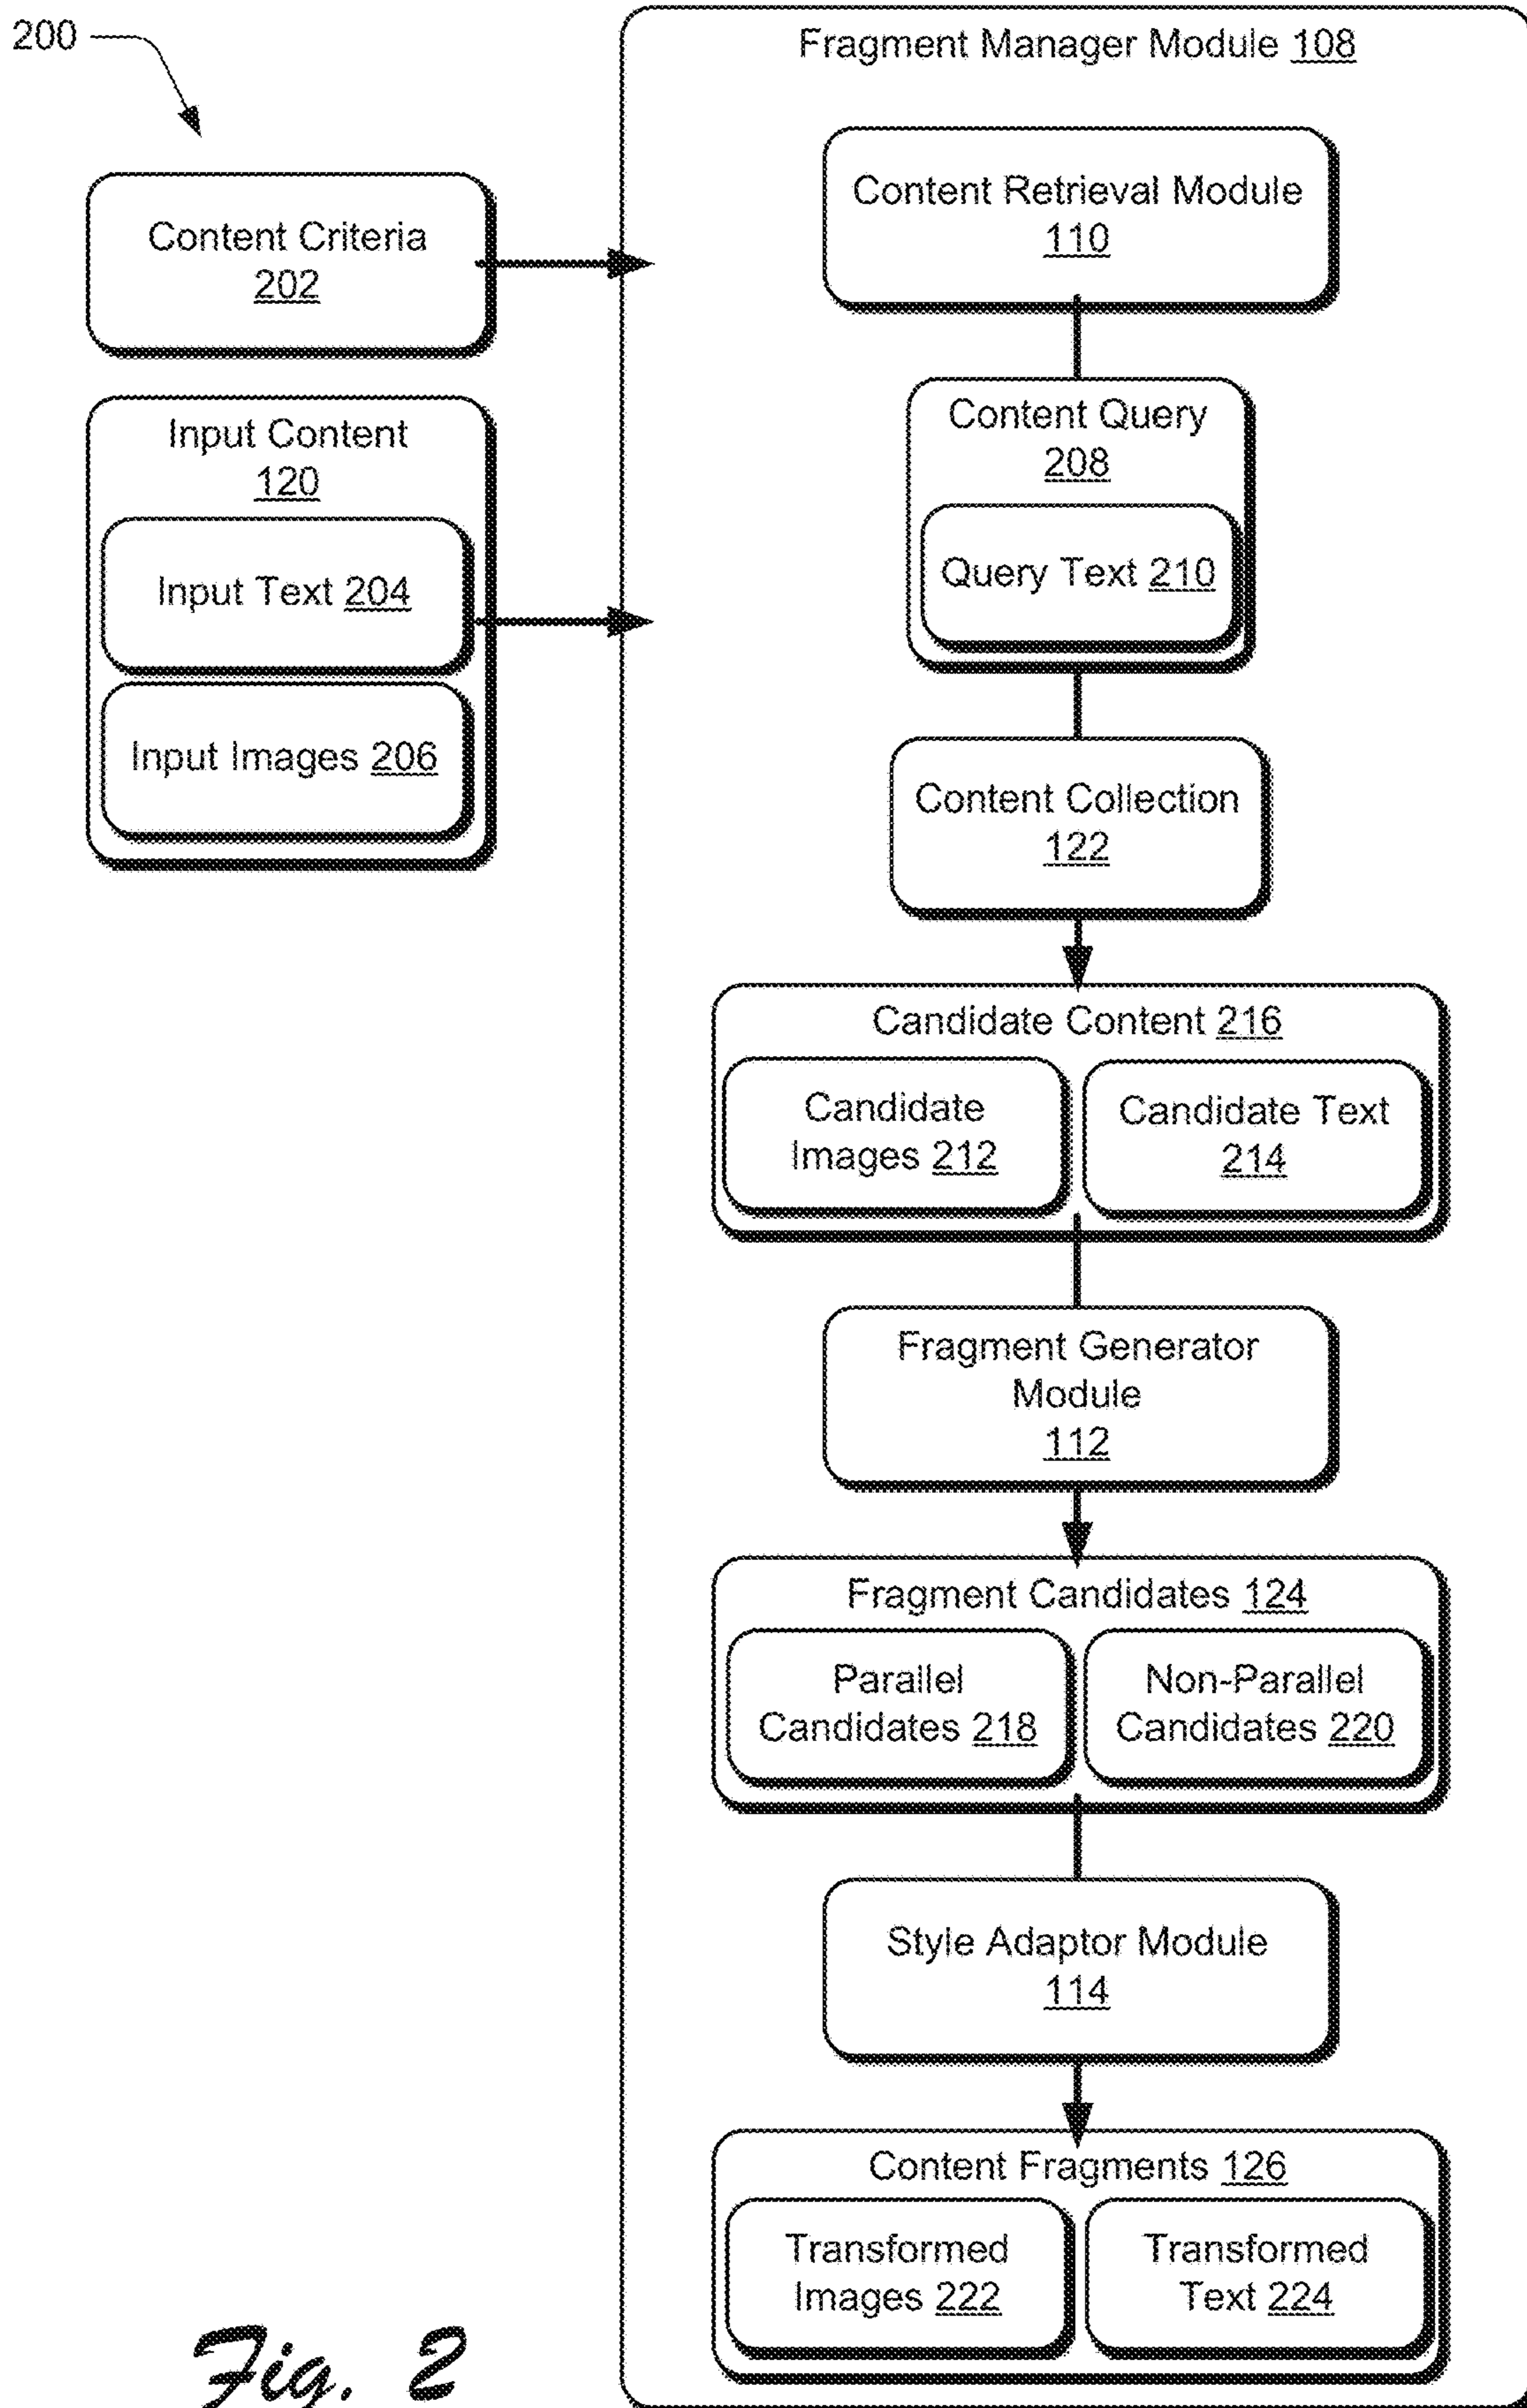 200
Fragment Manager Module 108
Content Criteria
202
Input Content
120
Input Text 204
Input Images 206
Content Retrieval Module
110
Content Query
208
Query Text 210
Content Collection
122
Candidate Content 216
Candidate
Images 212
Candidate Text
214
Fragment Generator
Module
112
Fragment Candidates 124
Parallel
Candidates 218
Non-Parallel
Candidates 220
Style Adaptor Module
114
Content Fragments 126
Transformed
Images 222
Transformed
Text 224
Fig. 2